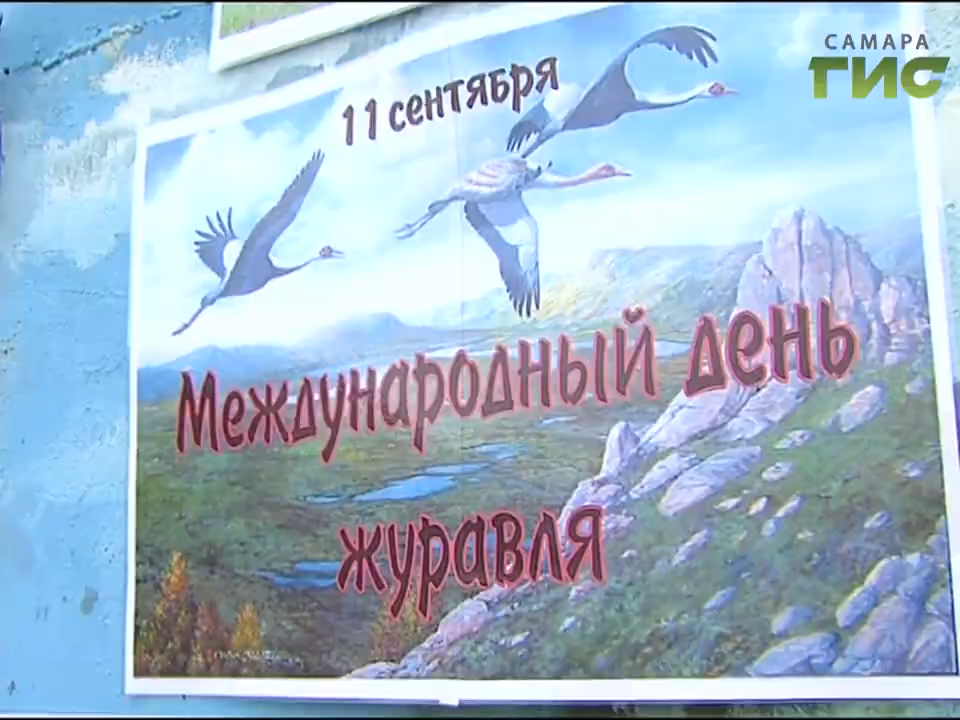 САМАРА
ГИС
11 сентября
Международный день
журавля